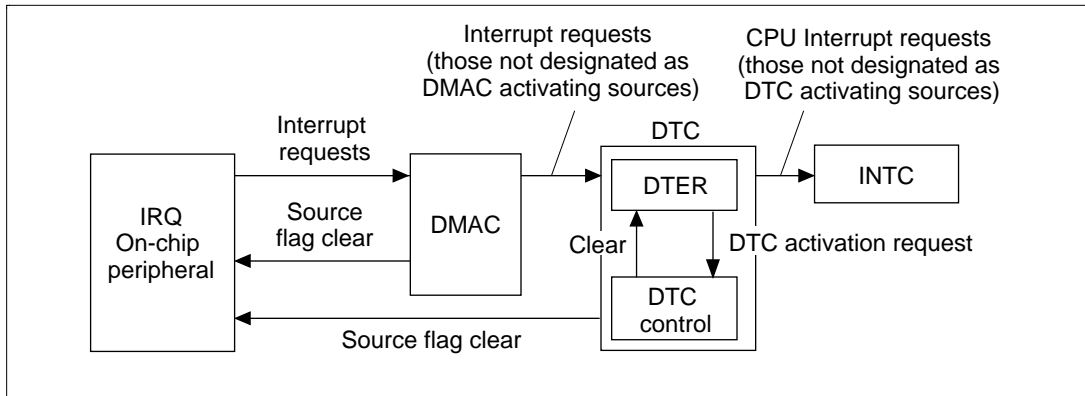 Interrupt requests
(those not designated as
DMAC activating sources)
CPU Interrupt requests
(those not designated as
DTC activating sources)
Interrupt
requests
DTC
IRQ
On-chip
peripheral
Source
flag clear
DMAC
DTER
INTC
Clear
DTC activation request
DTC
control
Source flag clear